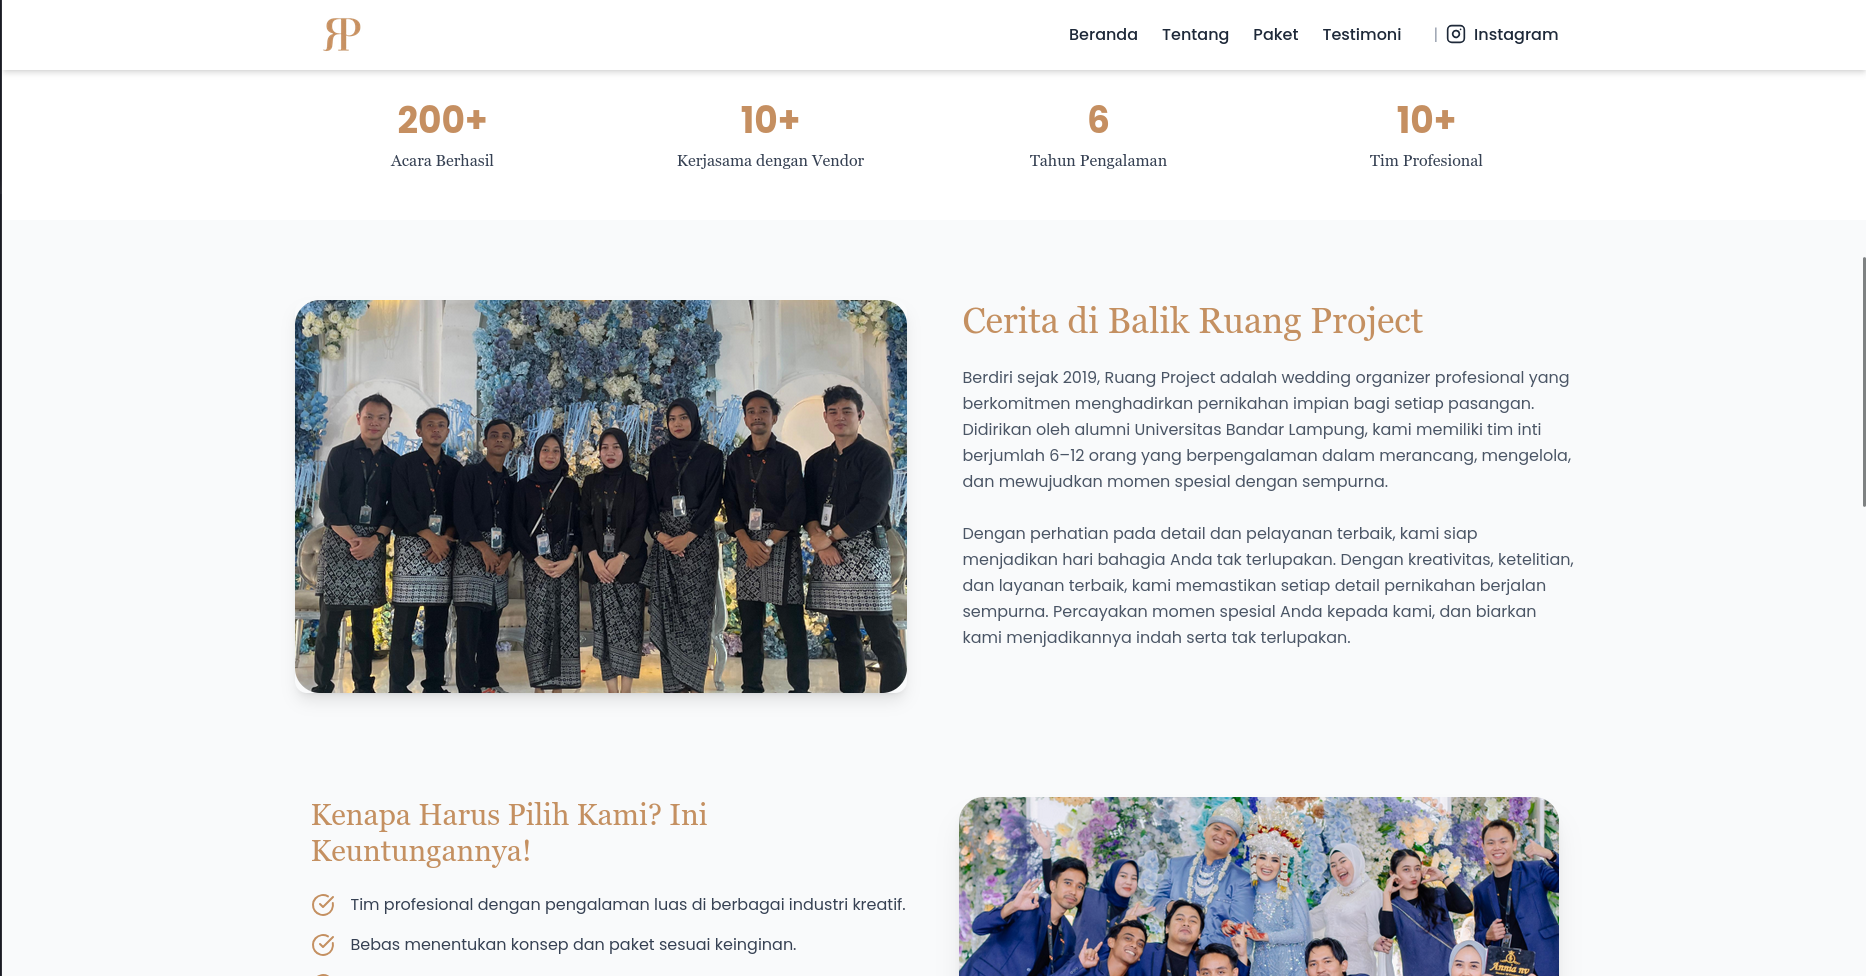 RP
Beranda Tentang Paket Testimoni | Instagram
200+ 10+ 6 10+
Acara Berhasil Kerjasama dengan Vendor Tahun Pengalaman Tim Profesional
Cerita di Balik Ruang Project
Berdiri sejak 2019, Ruang Project adalah wedding organizer profesional yang
berkomitmen menghadirkan pernikahan impian bagi setiap pasangan.
Didirikan oleh alumni Universitas Bandar Lampung, kami memiliki tim inti
berjumlah 6–12 orang yang berpengalaman dalam merancang, mengelola,
dan mewujudkan momen spesial dengan sempurna.
Dengan perhatian pada detail dan pelayanan terbaik, kami siap
menjadikan hari bahagia Anda tak terlupakan. Dengan kreativitas, ketelitian,
dan layanan terbaik, kami memastikan setiap detail pernikahan berjalan
sempurna. Percayakan momen spesial Anda kepada kami, dan biarkan
kami menjadikannya indah serta tak terlupakan.
Kenapa Harus Pilih Kami? Ini
Keuntungannya!
Tim profesional dengan pengalaman luas di berbagai industri kreatif.
Bebas menentukan konsep dan paket sesuai keinginan.